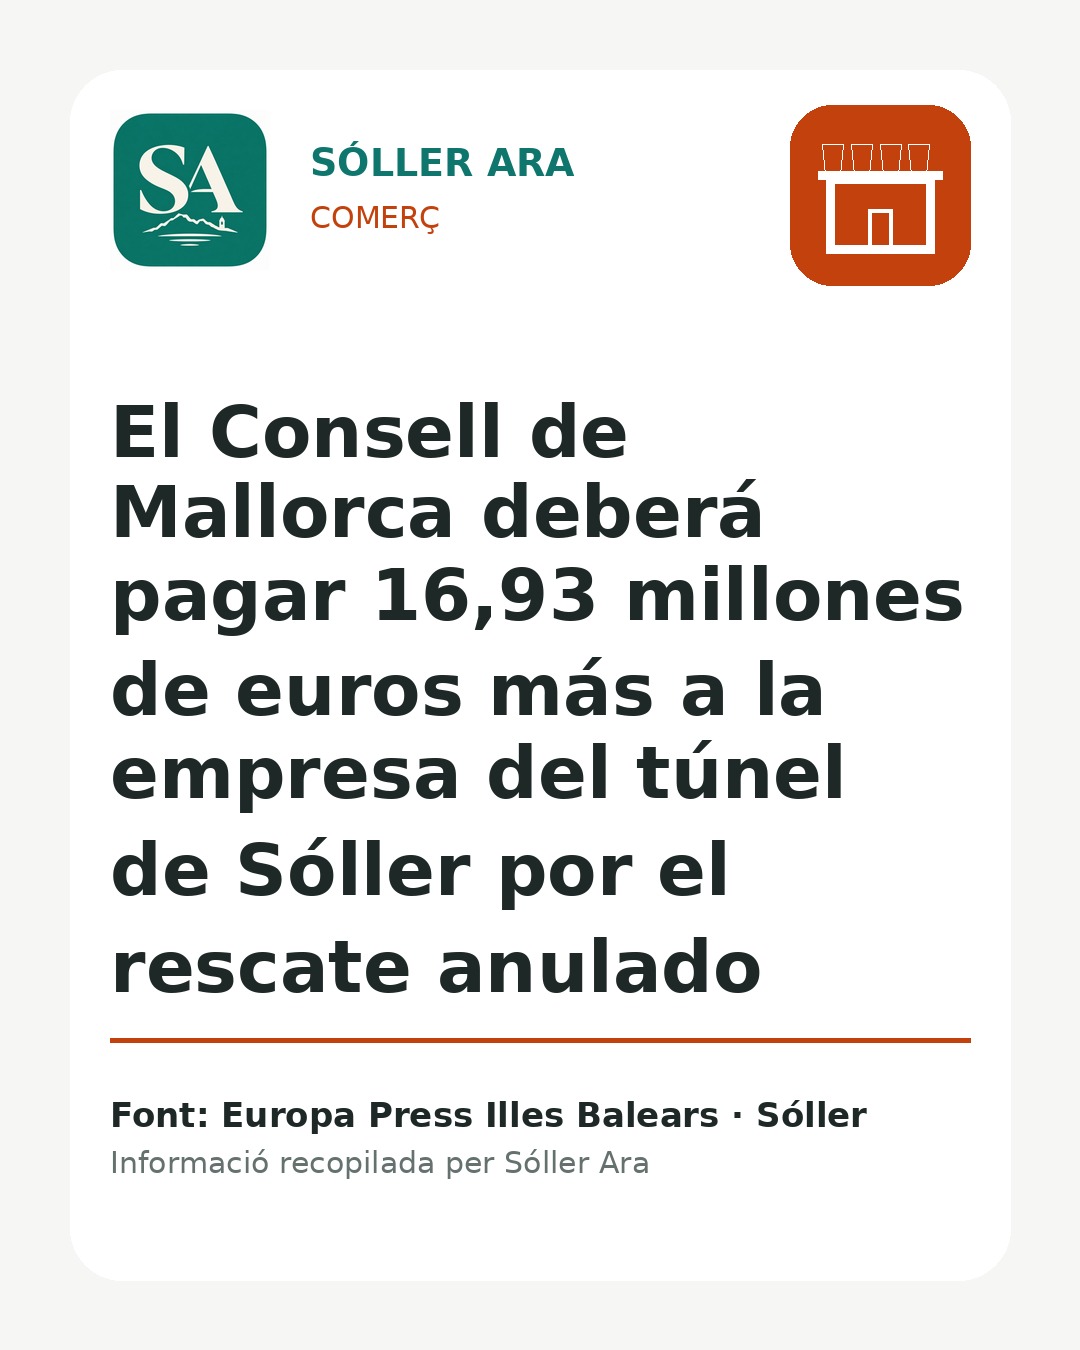 SA
SÓLLER ARA
COMERÇ
El Consell de
Mallorca deberá
pagar 16,93 millones
de euros más a la
empresa del túnel
de Sóller por el
rescate anulado
Font: Europa Press Illes Balears · Sóller
Informació recopilada per Sóller Ara